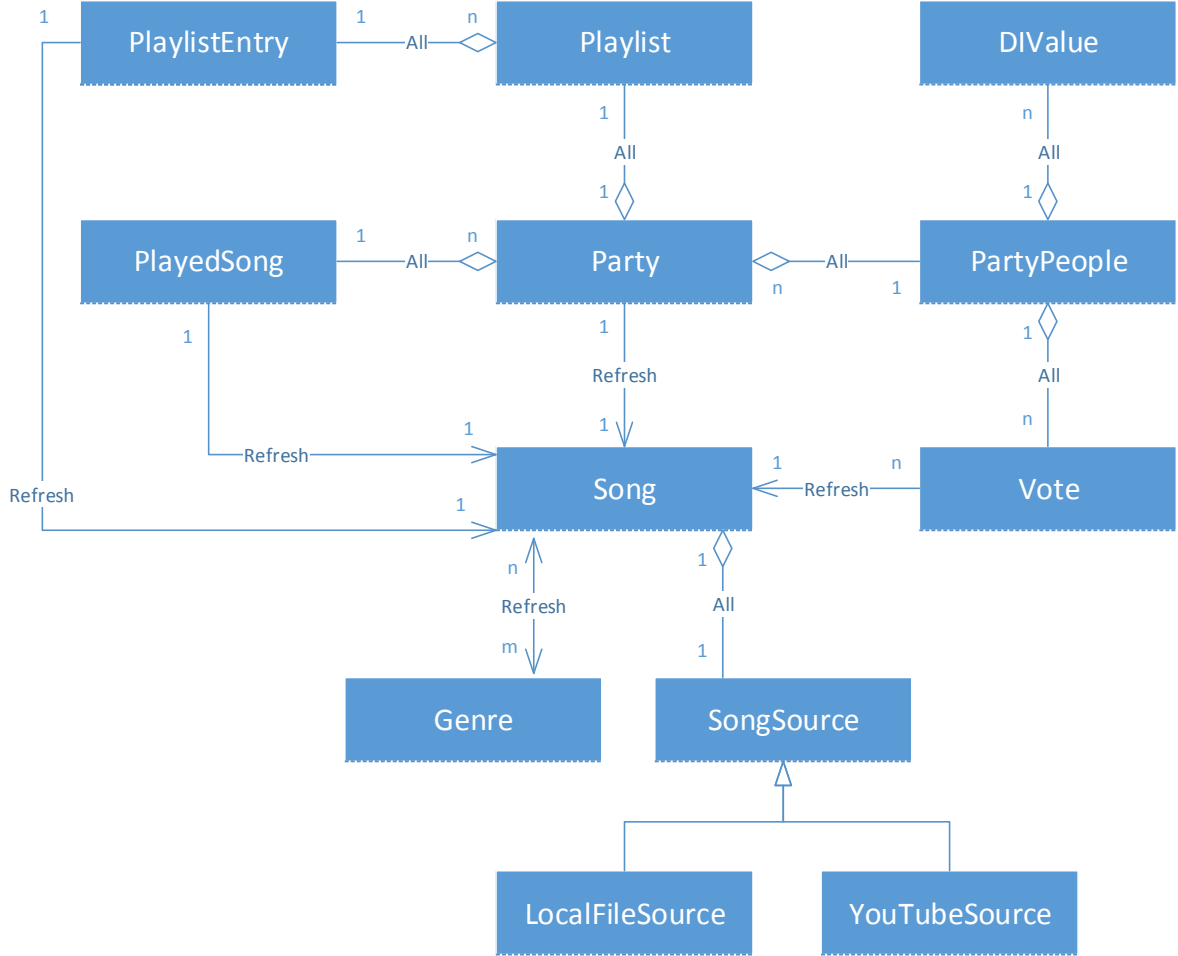 1
1
n
PlaylistEntry
All
Playlist
DIValue
1
n
All
All
1
1
1
n
PlayedSong
All
Party
All
PartyPeople
n
1
1
1
1
Refresh
All
1
1
n
Refresh
1
n
Song
Refresh
Vote
Refresh
1
1
n
Refresh
All
m
1
Genre
SongSource
LocalFileSource
YouTubeSource